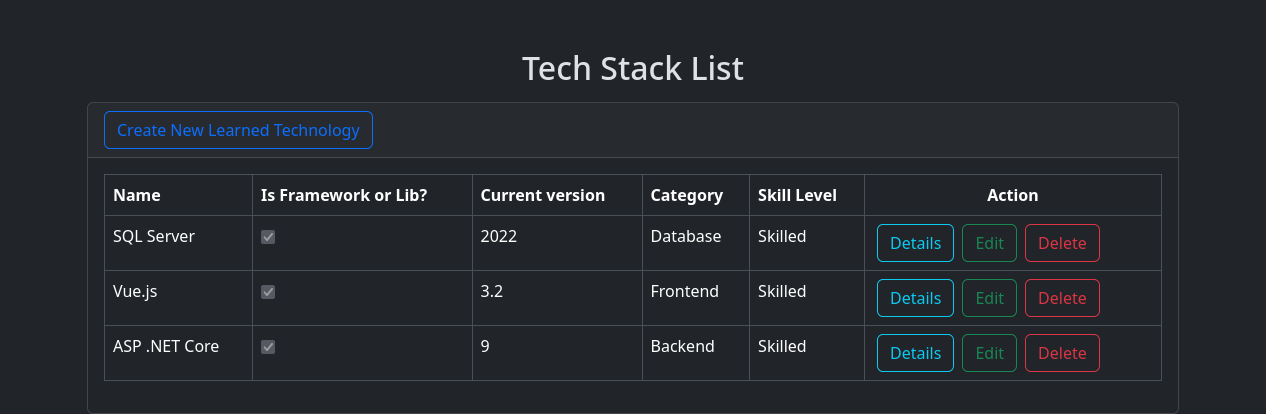 Tech Stack List
Create New Learned Technology
Name Is Framework or Lib? Current version Category Skill Level Action
SQL Server 2022 Database Skilled Details Edit Delete
Vue.js 3.2 Frontend Skilled Details Edit Delete
ASP .NET Core 9 Backend Skilled Details Edit Delete